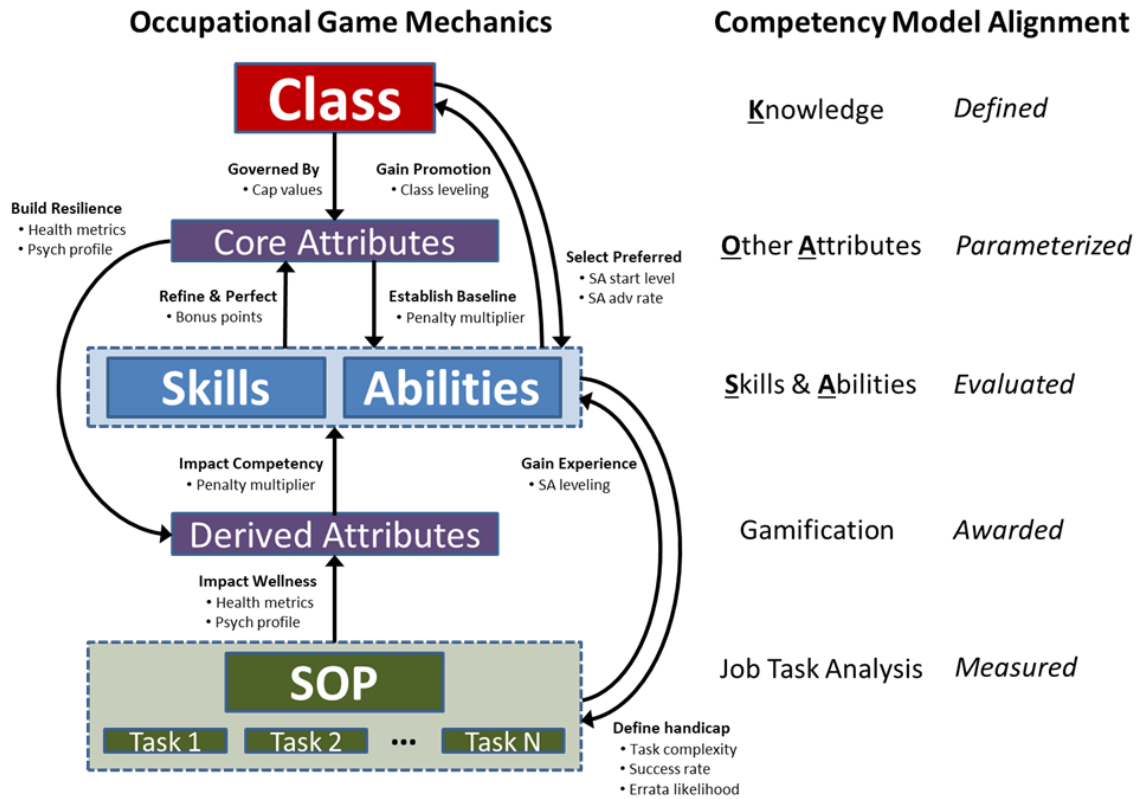 Occupational Game Mechanics
Competency Model Alignment
Class
Knowledge Defined
Governed By
• Cap values
Gain Promotion
• Class leveling
Build Resilience
• Health metrics
• Psych profile
Core Attributes
Other Attributes Parameterized
Select Preferred
• SA start level
• SA adv rate
Refine & Perfect
• Bonus points
Establish Baseline
• Penalty multiplier
Skills
Abilities
Skills & Abilities Evaluated
Impact Competency
• Penalty multiplier
Gain Experience
• SA leveling
Derived Attributes
Gamification Awarded
Impact Wellness
• Health metrics
• Psych profile
SOP
Job Task Analysis Measured
Task 1 Task 2 ••• Task N
Define handicap
• Task complexity
• Success rate
• Errata likelihood